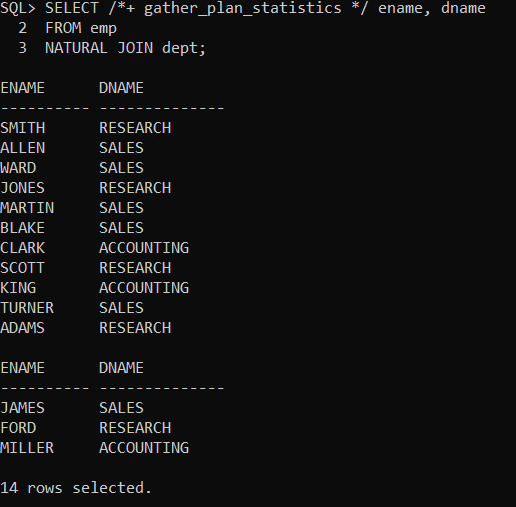 SQL> SELECT /*+ gather_plan_statistics */ ename, dname
  2  FROM emp
  3  NATURAL JOIN dept;

ENAME      DNAME
---------- --------------
SMITH      RESEARCH
ALLEN      SALES
WARD       SALES
JONES      RESEARCH
MARTIN     SALES
BLAKE      SALES
CLARK      ACCOUNTING
SCOTT      RESEARCH
KING       ACCOUNTING
TURNER     SALES
ADAMS      RESEARCH

ENAME      DNAME
---------- --------------
JAMES      SALES
FORD       RESEARCH
MILLER     ACCOUNTING

14 rows selected.